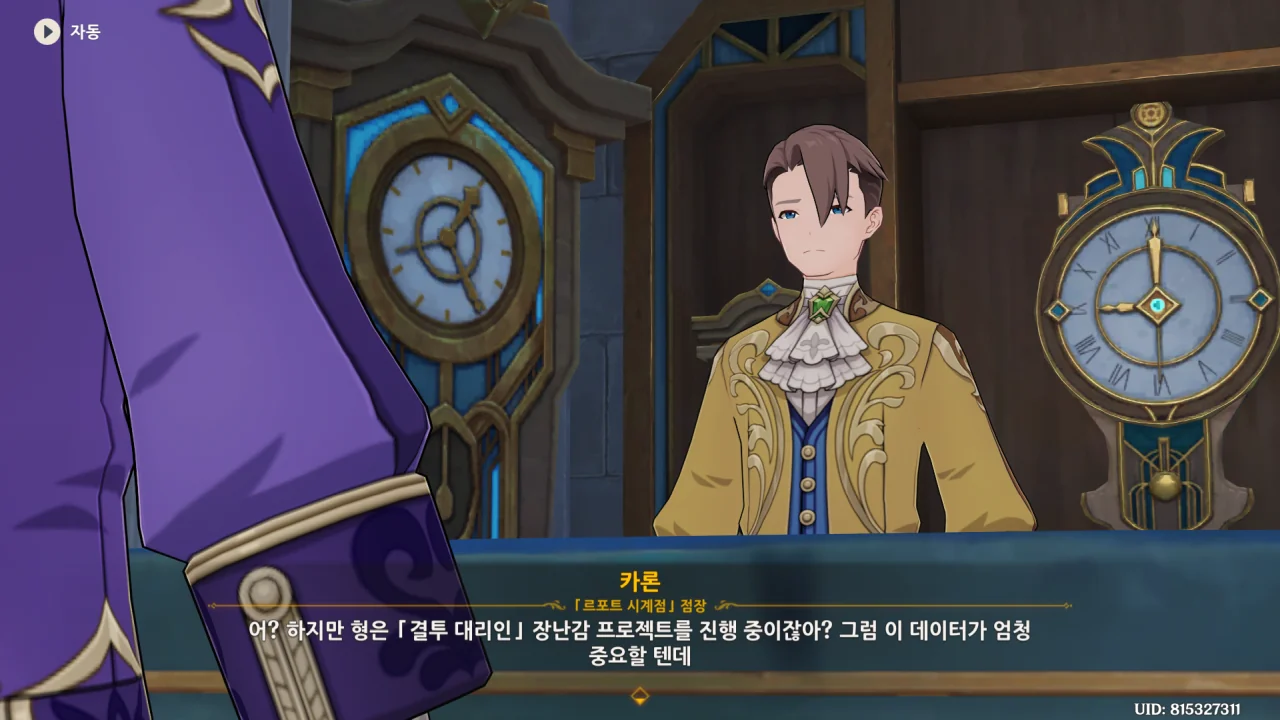 자동
카론
「르포트 시계점」 점장
어? 하지만 형은 「결투 대리인」 장난감 프로젝트를 진행 중이잖아? 그럼 이 데이터가 엄청
중요할 텐데
UID: 815327311